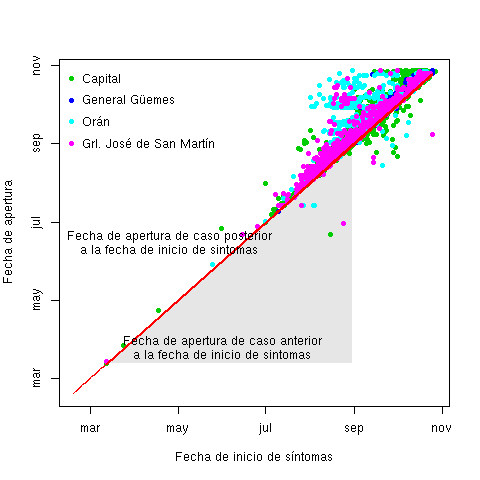 Capital
General Güemes
Orán
Grl. José de San Martín
Fecha de apertura de caso posterior
a la fecha de inicio de sintomas
Fecha de apertura de caso anterior
a la fecha de inicio de sintomas
Fecha de apertura
nov
sep
jul
may
mar
mar may jul sep nov
Fecha de inicio de síntomas